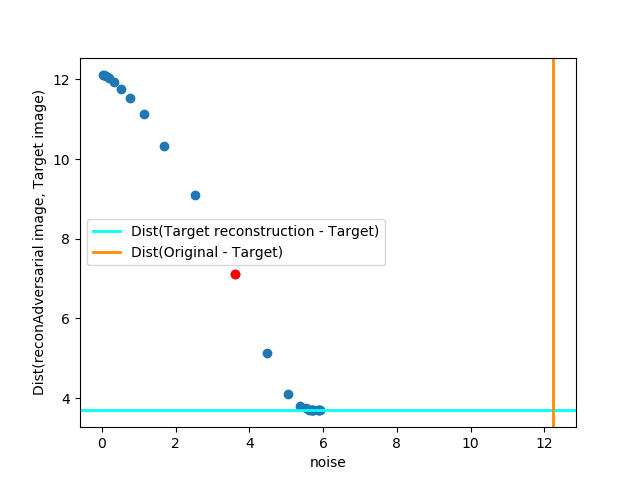 12
10
8
6
4
Dist(reconAdversarial image, Target image)
Dist(Target reconstruction - Target)
Dist(Original - Target)
0 2 4 6 8 10 12
noise